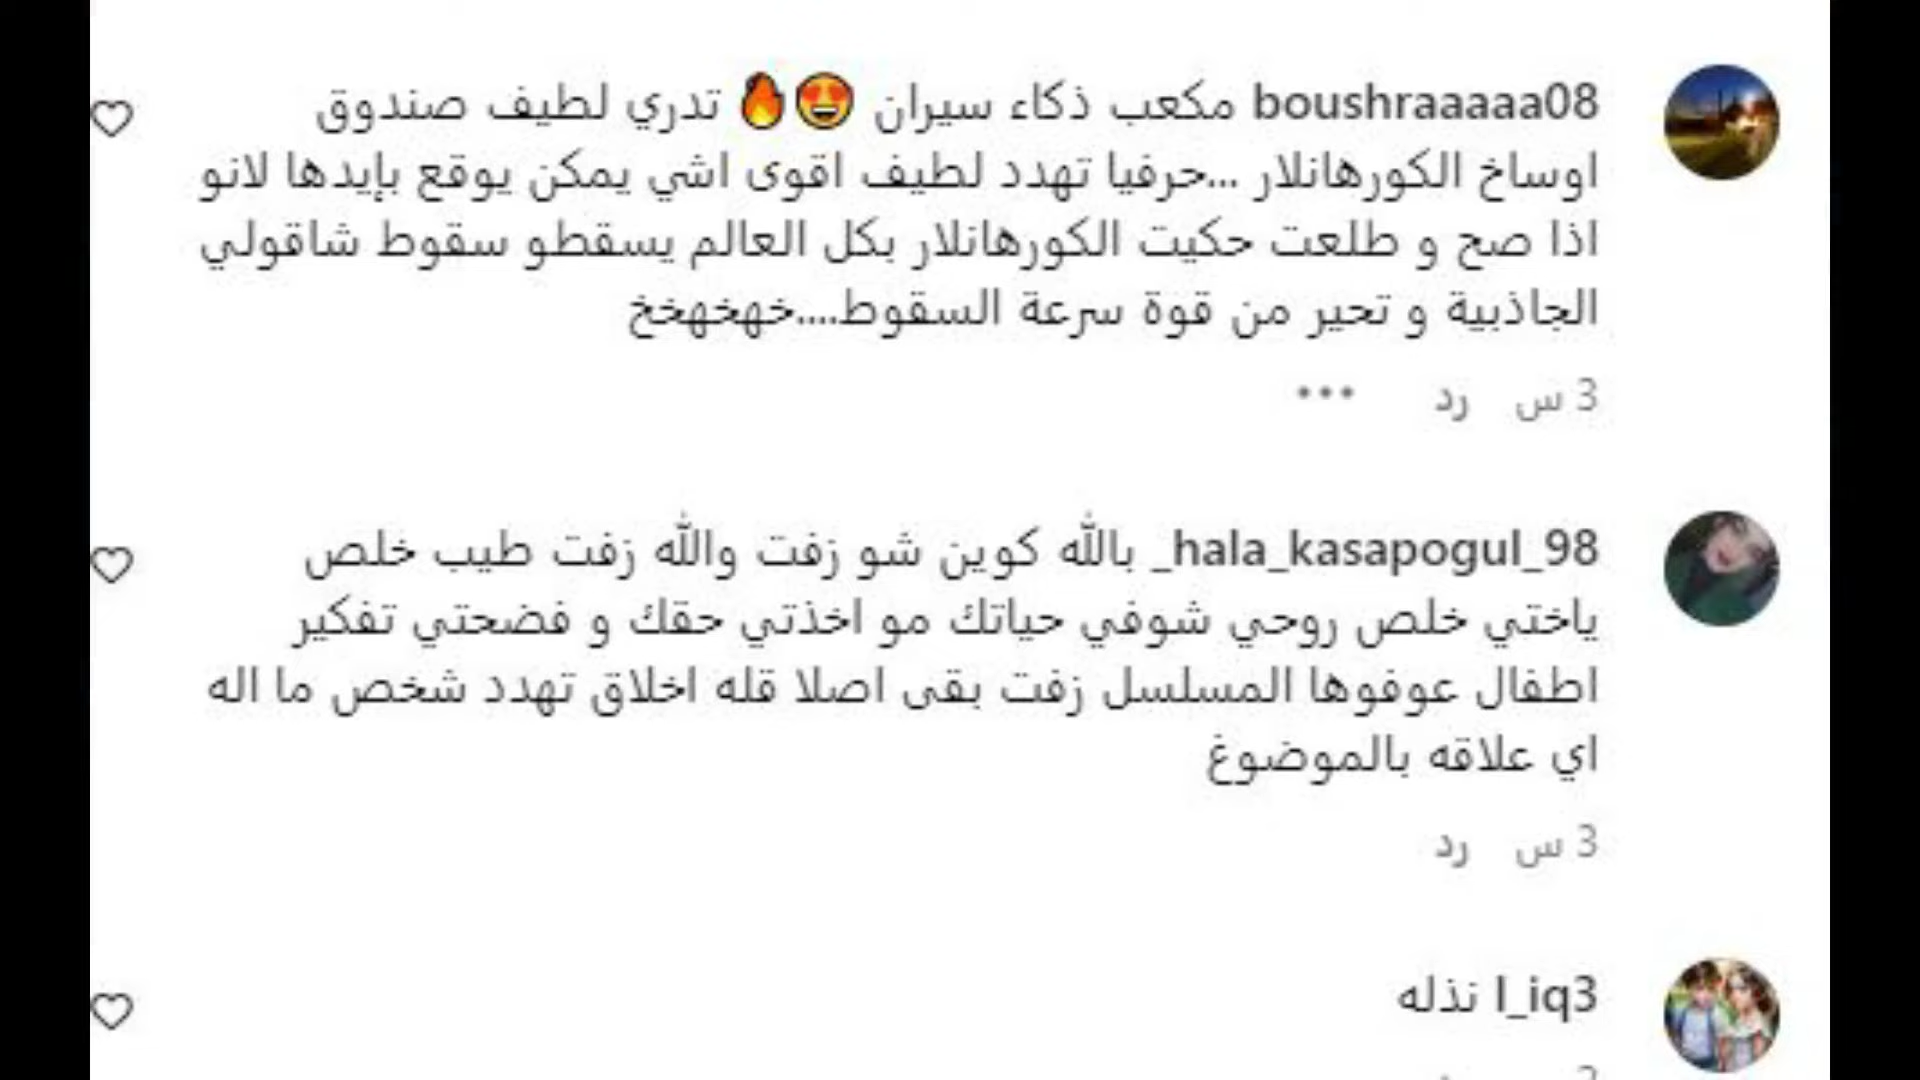 boushraaaaa08 مكعب ذكاء سيران 😍🔥 تدري لطيف صندوق
اوساخ الكورهانلار ...حرفيا تهدد لطيف اقوى اشي يمكن يوقع بإيدها لانو
اذا صح و طلعت حكيت الكورهانلار بكل العالم يسقطو سقوط شاقولي
الجاذبية و تحير من قوة سرعة السقوط....خهخهخخ
3 س رد •••
hala_kasapogul_98_ بالله كوين شو زفت والله زفت طيب خلص
ياختي خلص روحي شوفي حياتك مو اخذتي حقك و فضحتي تفكير
اطفال عوفوها المسلسل زفت بقى اصلا قله اخلاق تهدد شخص ما اله
اي علاقه بالموضوغ
3 س رد
l_iq3 نذله